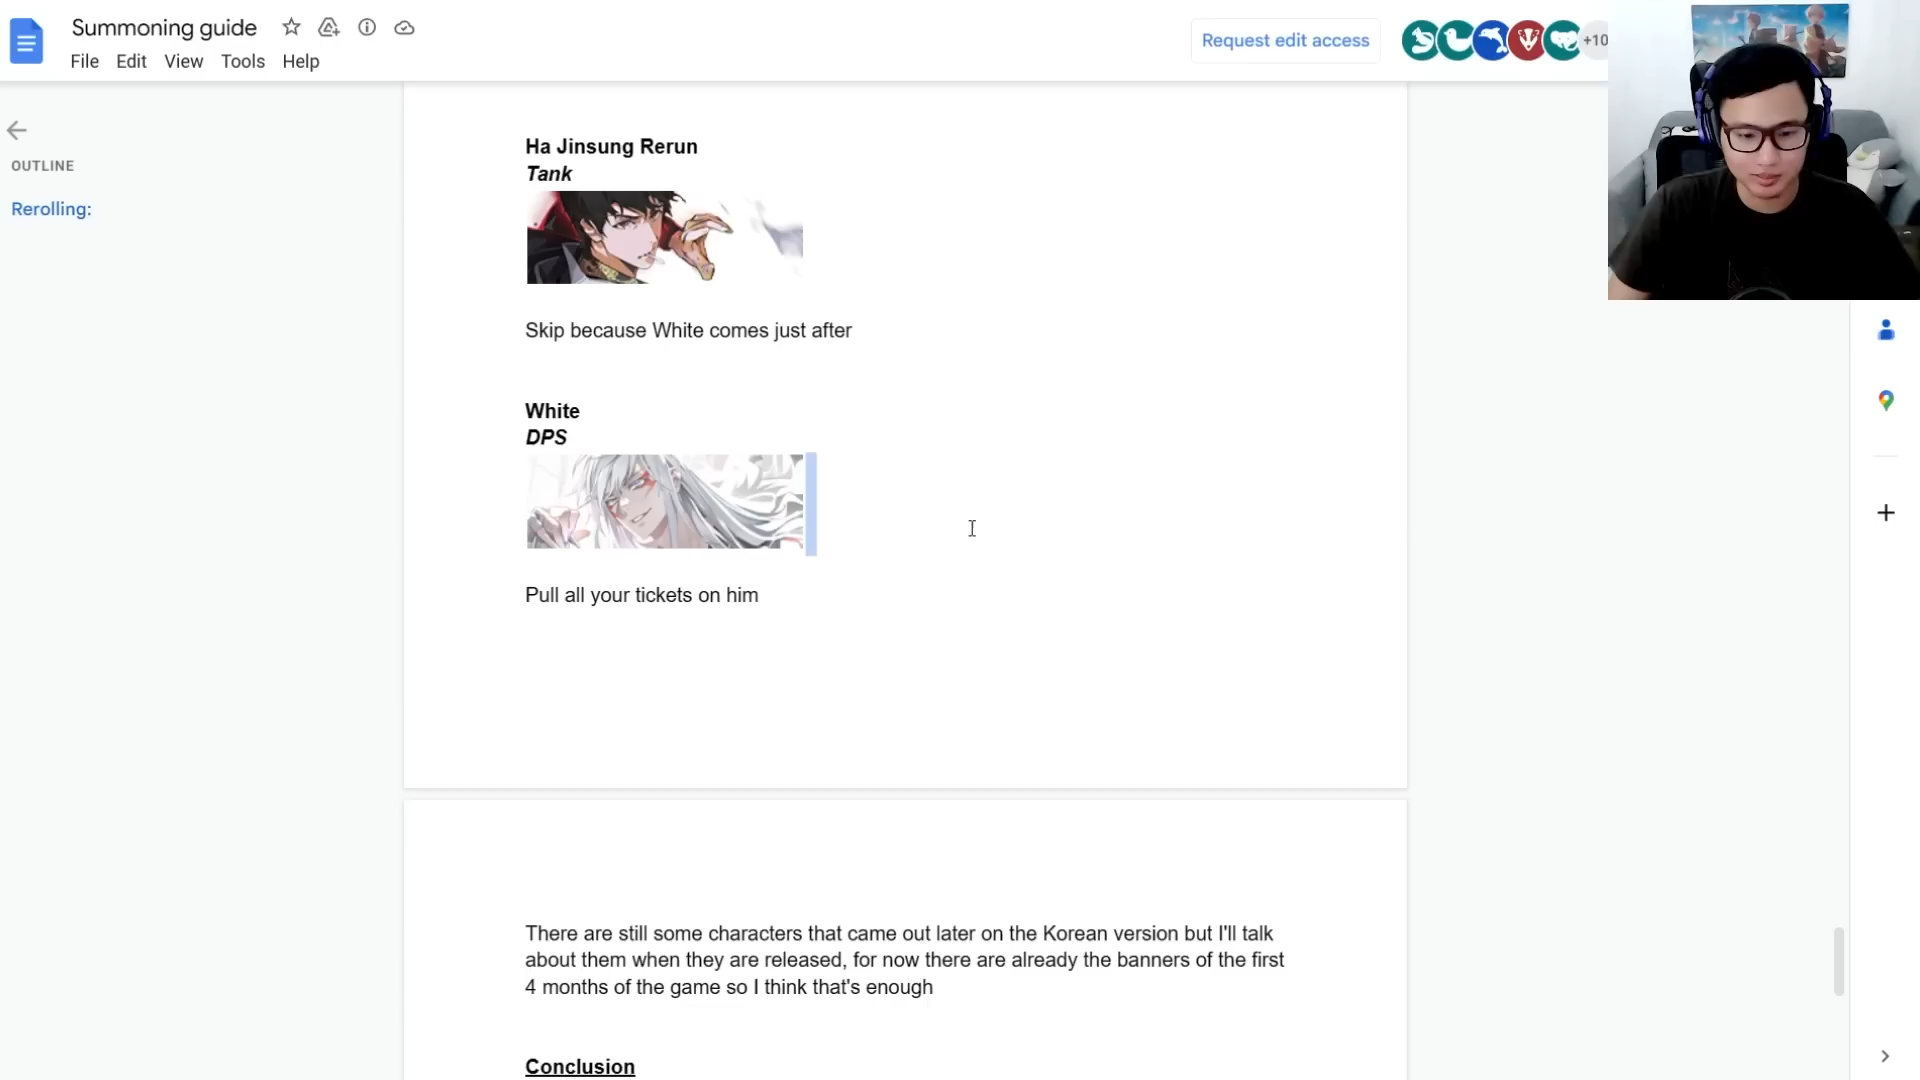 Summoning guide
File Edit View Tools Help
Request edit access
+10
OUTLINE
Rerolling:
Ha Jinsung Rerun
Tank
Skip because White comes just after
White
DPS
Pull all your tickets on him
There are still some characters that came out later on the Korean version but I'll talk
about them when they are released, for now there are already the banners of the first
4 months of the game so I think that's enough
Conclusion